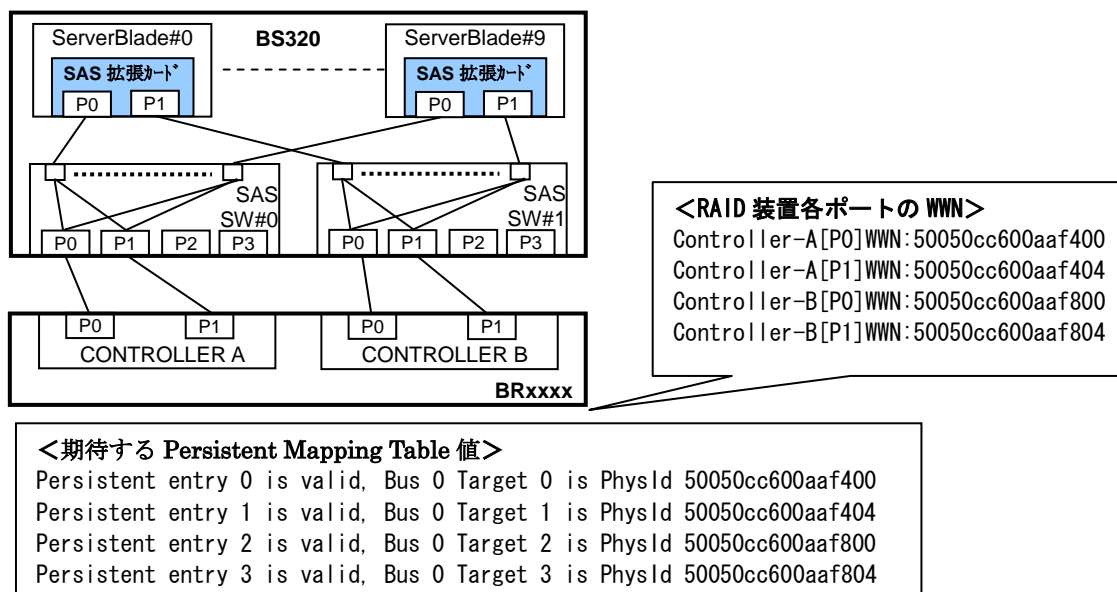 ServerBlade#0
BS320
ServerBlade#9
SAS 拡張ｶｰﾄﾞ
SAS 拡張ｶｰﾄﾞ
P0 P1
P0 P1
SAS
SW#0
SAS
SW#1
P0 P1 P2 P3
P0 P1 P2 P3
P0 P1
P0 P1
CONTROLLER A
CONTROLLER B
BRxxxx
＜RAID 装置各ポートの WWN＞
Controller-A[P0]WWN:50050cc600aaf400
Controller-A[P1]WWN:50050cc600aaf404
Controller-B[P0]WWN:50050cc600aaf800
Controller-B[P1]WWN:50050cc600aaf804
＜期待する Persistent Mapping Table 値＞
Persistent entry 0 is valid, Bus 0 Target 0 is PhysId 50050cc600aaf400
Persistent entry 1 is valid, Bus 0 Target 1 is PhysId 50050cc600aaf404
Persistent entry 2 is valid, Bus 0 Target 2 is PhysId 50050cc600aaf800
Persistent entry 3 is valid, Bus 0 Target 3 is PhysId 50050cc600aaf804